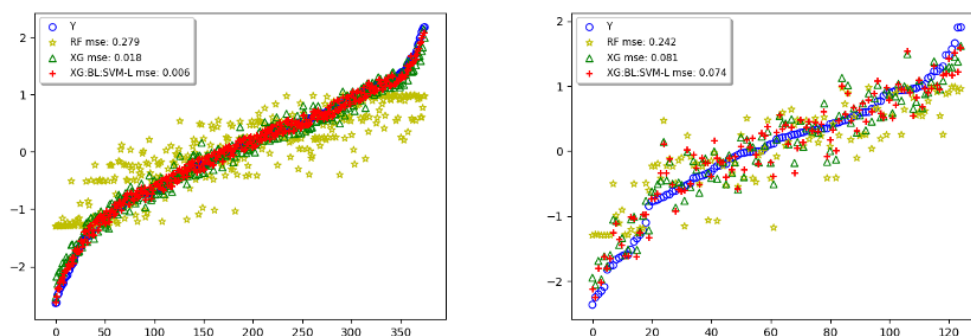 Y
RF mse: 0.279
XG mse: 0.018
XG:BL:SVM-L mse: 0.006
2
1
0
−1
−2
0 50 100 150 200 250 300 350
Y
RF mse: 0.242
XG mse: 0.081
XG:BL:SVM-L mse: 0.074
2
1
0
−1
−2
0 20 40 60 80 100 120